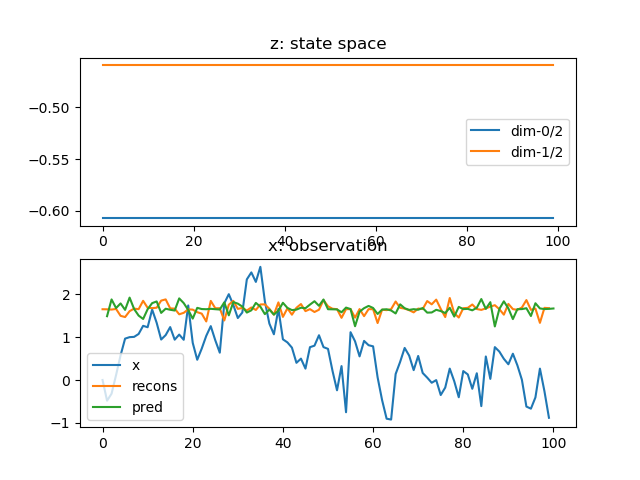 z: state space
−0.50
−0.55
−0.60
dim-0/2
dim-1/2
0 20 40 60 80 100
x: observation
2
1
0
−1
x
recons
pred
0 20 40 60 80 100